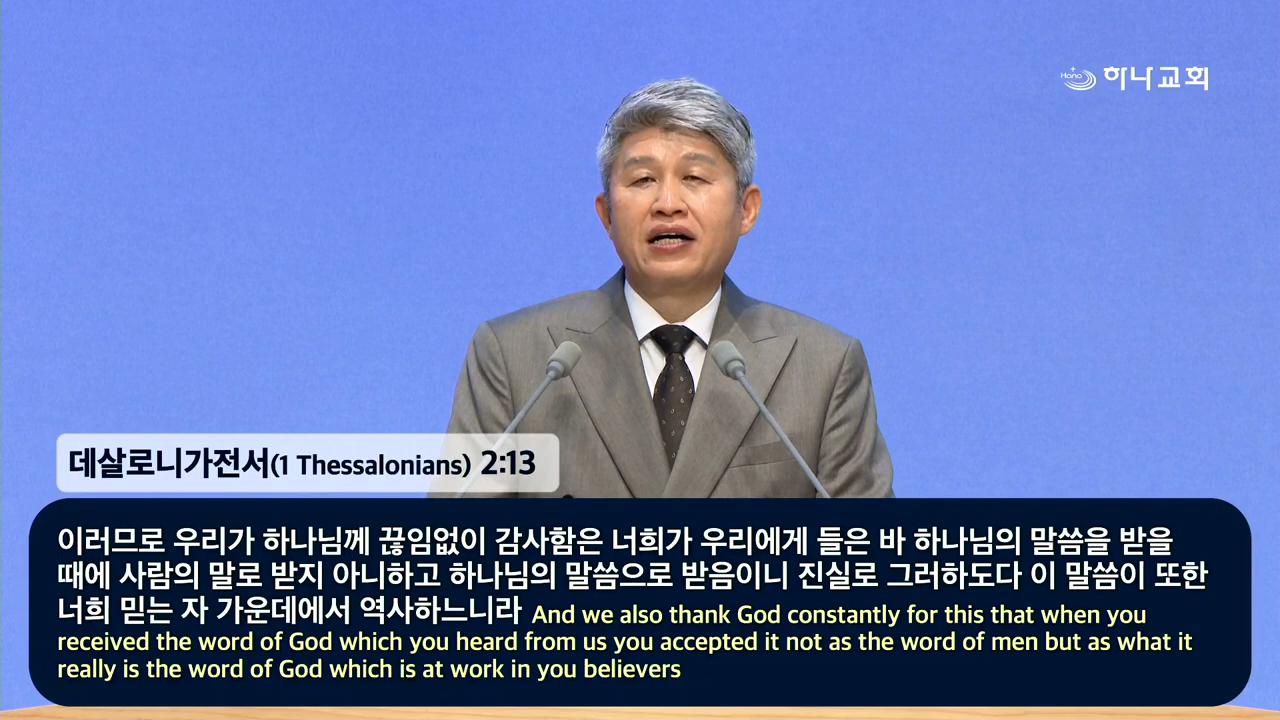 Hana 하나교회
데살로니가전서(1 Thessalonians) 2:13
이러므로 우리가 하나님께 끊임없이 감사함은 너희가 우리에게 들은 바 하나님의 말씀을 받을
때에 사람의 말로 받지 아니하고 하나님의 말씀으로 받음이니 진실로 그러하도다 이 말씀이 또한
너희 믿는 자 가운데에서 역사하느니라 And we also thank God constantly for this that when you
received the word of God which you heard from us you accepted it not as the word of men but as what it
really is the word of God which is at work in you believers